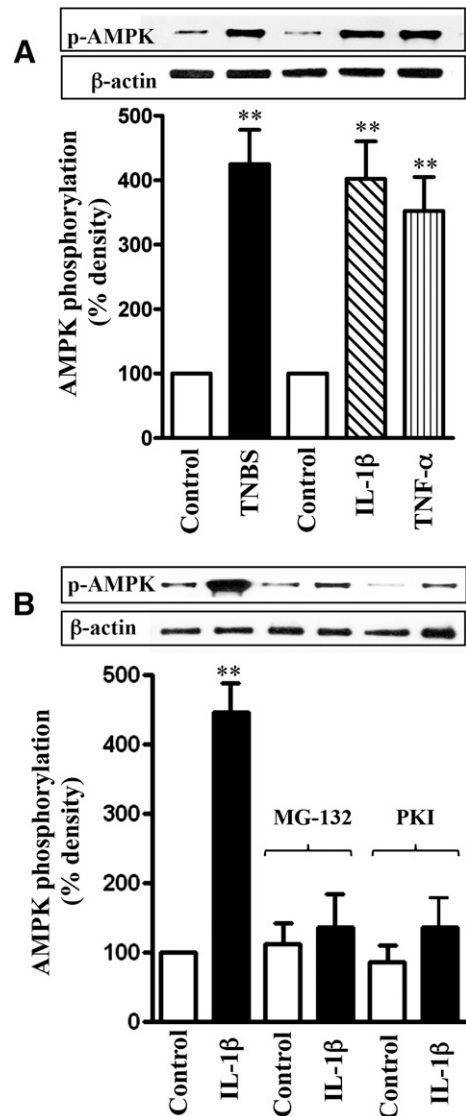 A
p-AMPK
β-actin
AMPK phosphorylation
(% density)
500
400
300
200
100
0
**
**
**
Control
TNBS
Control
IL-1β
TNF-α
B
p-AMPK
β-actin
AMPK phosphorylation
(% density)
500
400
300
200
100
0
**
MG-132
PKI
Control
IL-1β
Control
IL-1β
Control
IL-1β